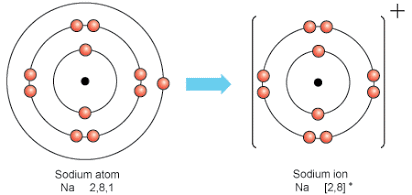 +
Sodium atom
Na 2,8,1
Sodium ion
Na [2,8] +